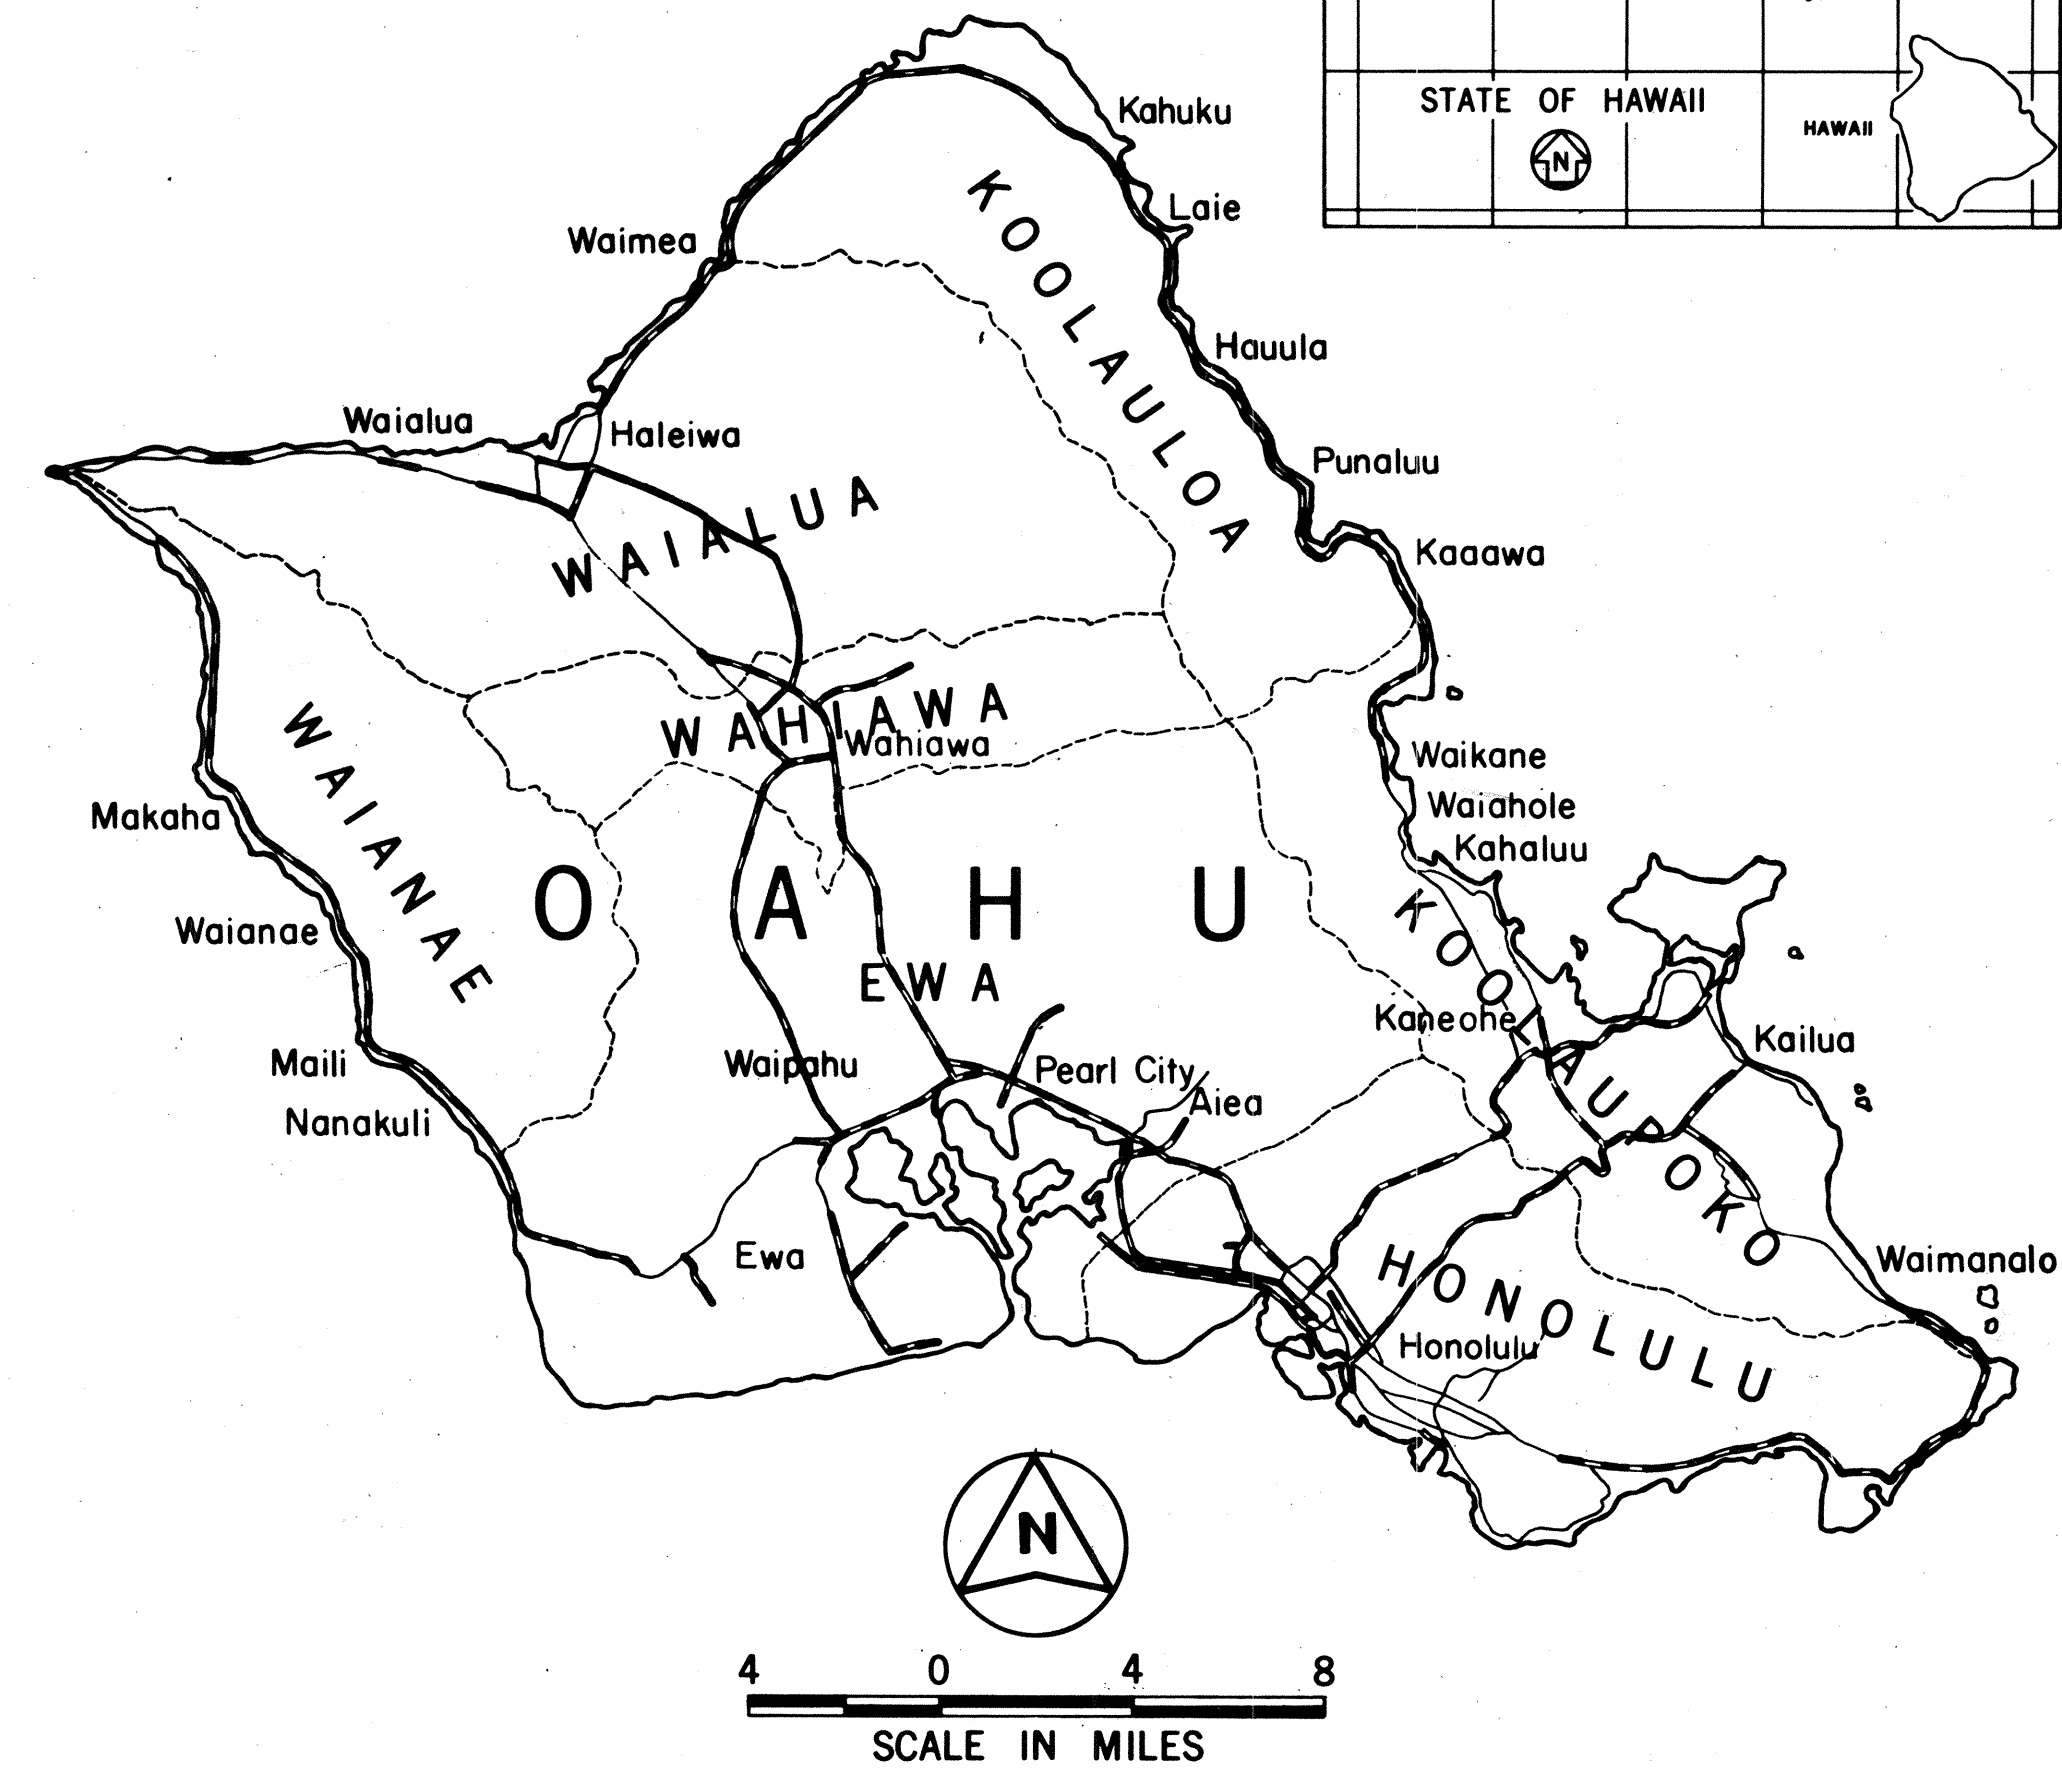 STATE OF HAWAII
HAWAII
N
Kahuku
Laie
Waimea
KOOLAULOA
Hauula
Waialua
Haleiwa
Punaluu
WAIALUA
Kaaawa
WAHIAWA
Wahiawa
WAIANAE
Waikane
Waiahole
Makaha
Kahaluu
OAHU
Waianae
EWA
KOOLAUPOKO
Kaneohe
Kailua
Maili
Waipahu
Pearl City
Aiea
Nanakuli
Ewa
HONOLULU
Waimanalo
Honolulu
N
4 0 4 8
SCALE IN MILES